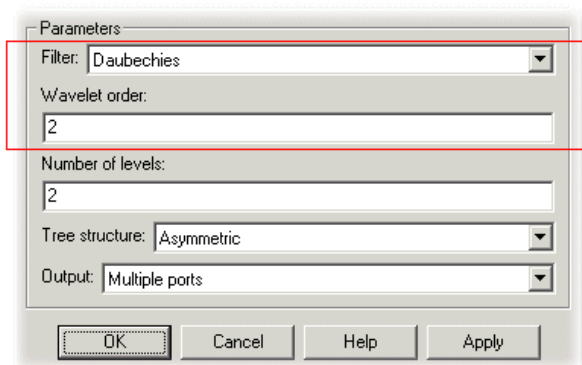 Parameters
Filter: Daubechies
Wavelet order:
2
Number of levels:
2
Tree structure: Asymmetric
Output: Multiple ports
OK Cancel Help Apply